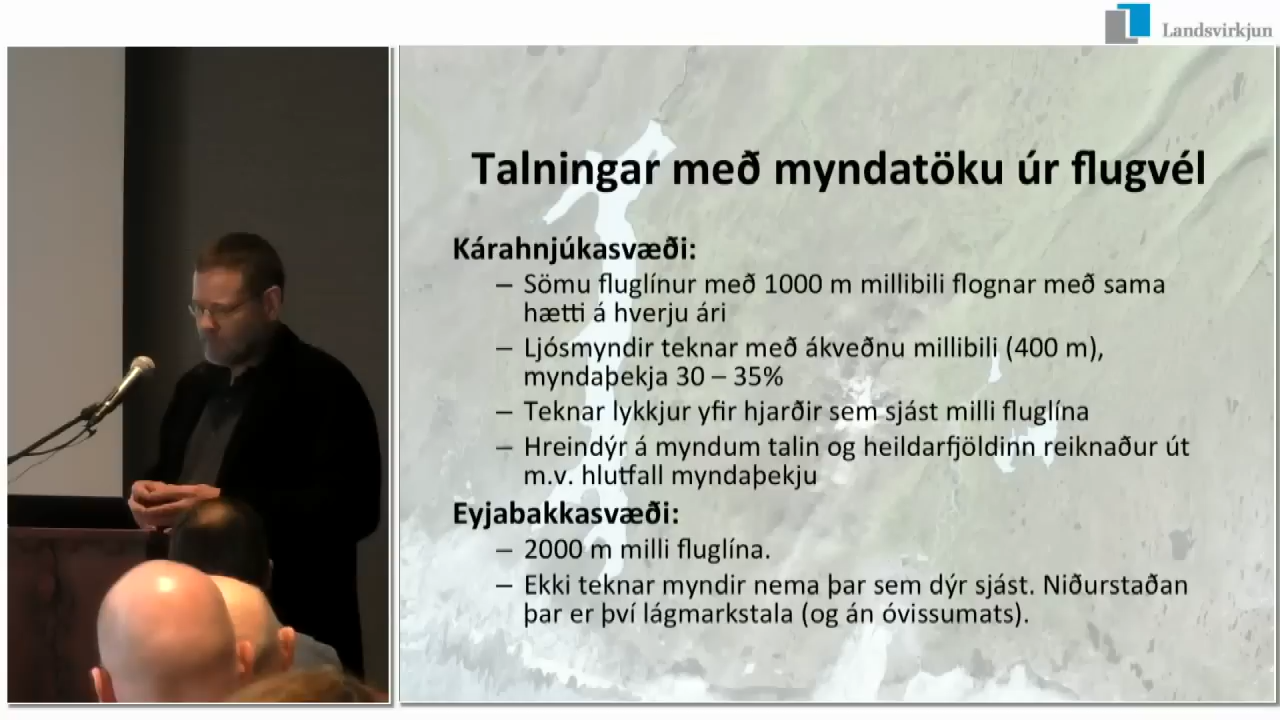 Landsvirkjun
Talningar með myndatöku úr flugvél
Kárahnjúkasvæði:
– Sömu fluglínur með 1000 m millibili flognar með sama
hætti á hverju ári
– Ljósmyndir teknar með ákveðnu millibili (400 m),
myndaþekja 30 – 35%
– Teknar lykkjur yfir hjarðir sem sjást milli fluglína
– Hreindýr á myndum talin og heildarfjöldinn reiknaður út
m.v. hlutfall myndaþekju
Eyjabakkasvæði:
– 2000 m milli fluglína.
– Ekki teknar myndir nema þar sem dýr sjást. Niðurstaðan
þar er því lágmarkstala (og án óvissumats).